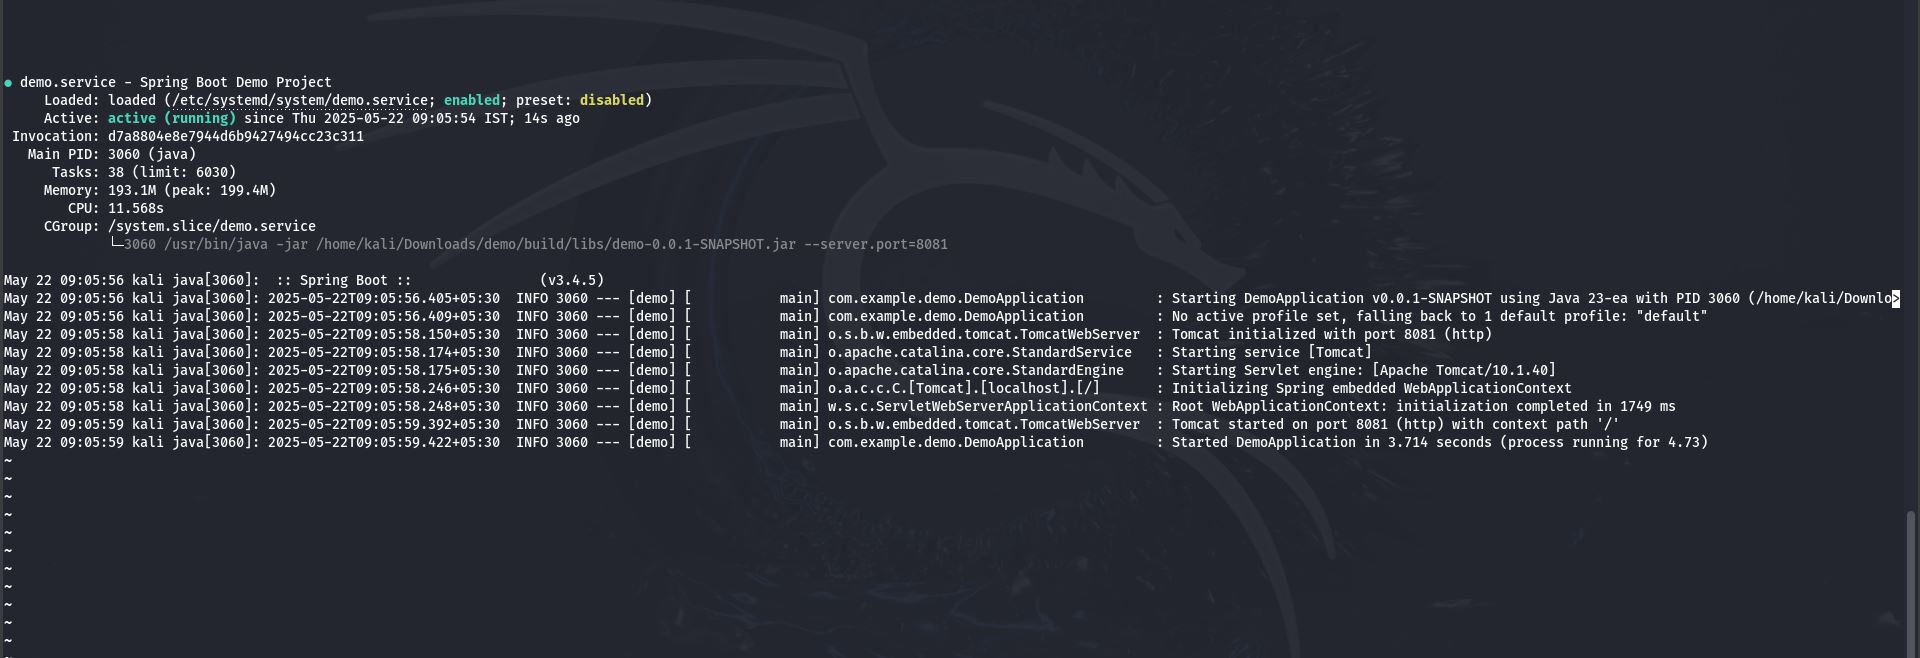 ● demo.service - Spring Boot Demo Project
     Loaded: loaded (/etc/systemd/system/demo.service; enabled; preset: disabled)
     Active: active (running) since Thu 2025-05-22 09:05:54 IST; 14s ago
 Invocation: d7a8804e8e7944d6b9427494cc23c311
   Main PID: 3060 (java)
      Tasks: 38 (limit: 6030)
     Memory: 193.1M (peak: 199.4M)
        CPU: 11.568s
     CGroup: /system.slice/demo.service
             └─3060 /usr/bin/java -jar /home/kali/Downloads/demo/build/libs/demo-0.0.1-SNAPSHOT.jar --server.port=8081

May 22 09:05:56 kali java[3060]:  :: Spring Boot ::                (v3.4.5)
May 22 09:05:56 kali java[3060]: 2025-05-22T09:05:56.405+05:30  INFO 3060 --- [demo] [           main] com.example.demo.DemoApplication         : Starting DemoApplication v0.0.1-SNAPSHOT using Java 23-ea with PID 3060 (/home/kali/Downlo>
May 22 09:05:56 kali java[3060]: 2025-05-22T09:05:56.409+05:30  INFO 3060 --- [demo] [           main] com.example.demo.DemoApplication         : No active profile set, falling back to 1 default profile: "default"
May 22 09:05:58 kali java[3060]: 2025-05-22T09:05:58.150+05:30  INFO 3060 --- [demo] [           main] o.s.b.w.embedded.tomcat.TomcatWebServer  : Tomcat initialized with port 8081 (http)
May 22 09:05:58 kali java[3060]: 2025-05-22T09:05:58.174+05:30  INFO 3060 --- [demo] [           main] o.apache.catalina.core.StandardService   : Starting service [Tomcat]
May 22 09:05:58 kali java[3060]: 2025-05-22T09:05:58.175+05:30  INFO 3060 --- [demo] [           main] o.apache.catalina.core.StandardEngine    : Starting Servlet engine: [Apache Tomcat/10.1.40]
May 22 09:05:58 kali java[3060]: 2025-05-22T09:05:58.246+05:30  INFO 3060 --- [demo] [           main] o.a.c.c.C.[Tomcat].[localhost].[/]       : Initializing Spring embedded WebApplicationContext
May 22 09:05:58 kali java[3060]: 2025-05-22T09:05:58.248+05:30  INFO 3060 --- [demo] [           main] w.s.c.ServletWebServerApplicationContext : Root WebApplicationContext: initialization completed in 1749 ms
May 22 09:05:59 kali java[3060]: 2025-05-22T09:05:59.392+05:30  INFO 3060 --- [demo] [           main] o.s.b.w.embedded.tomcat.TomcatWebServer  : Tomcat started on port 8081 (http) with context path '/'
May 22 09:05:59 kali java[3060]: 2025-05-22T09:05:59.422+05:30  INFO 3060 --- [demo] [           main] com.example.demo.DemoApplication         : Started DemoApplication in 3.714 seconds (process running for 4.73)
~
~
~
~
~
~
~
~
~
~
~
~